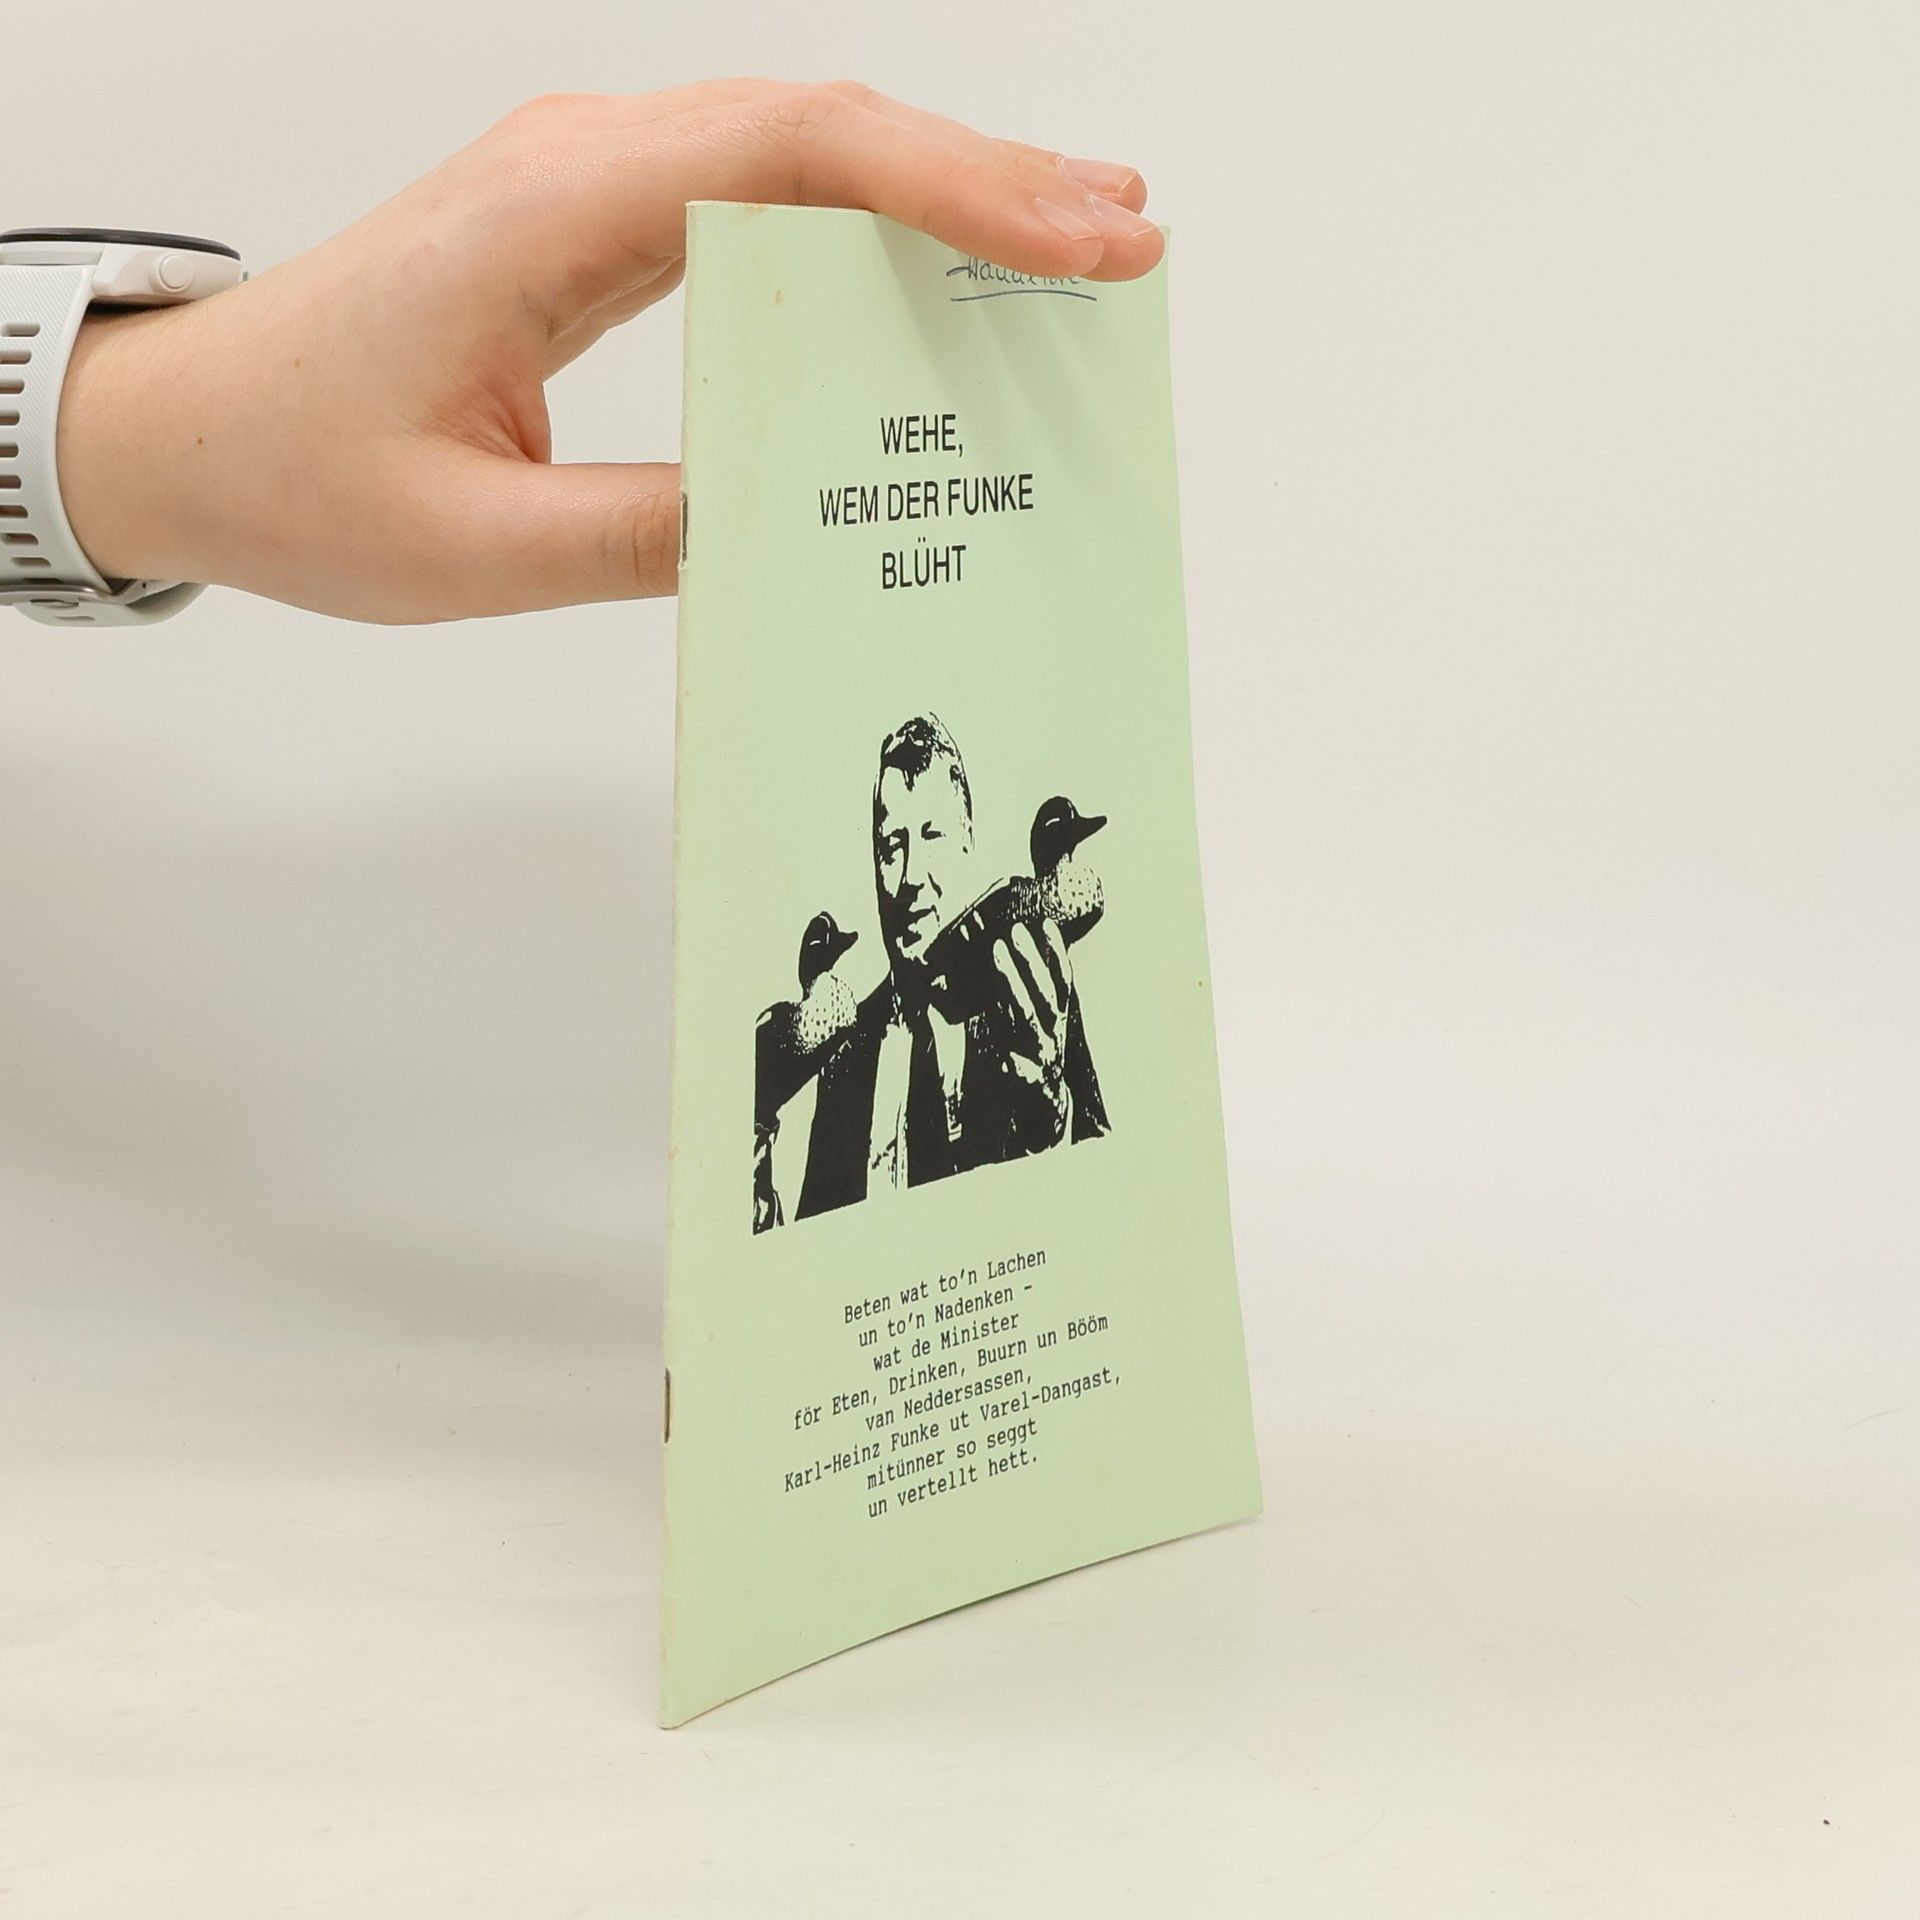 WEHE,
WEM DER FUNKE
BLÜHT
Beten wat to'n Lachen
un to'n Nadenken -
wat de Minister
för Eten, Drinken, Buurn un Bööm
van Neddersassen,
Karl-Heinz Funke ut Varel-Dangast,
mitünner so seggt
un vertellt hett.